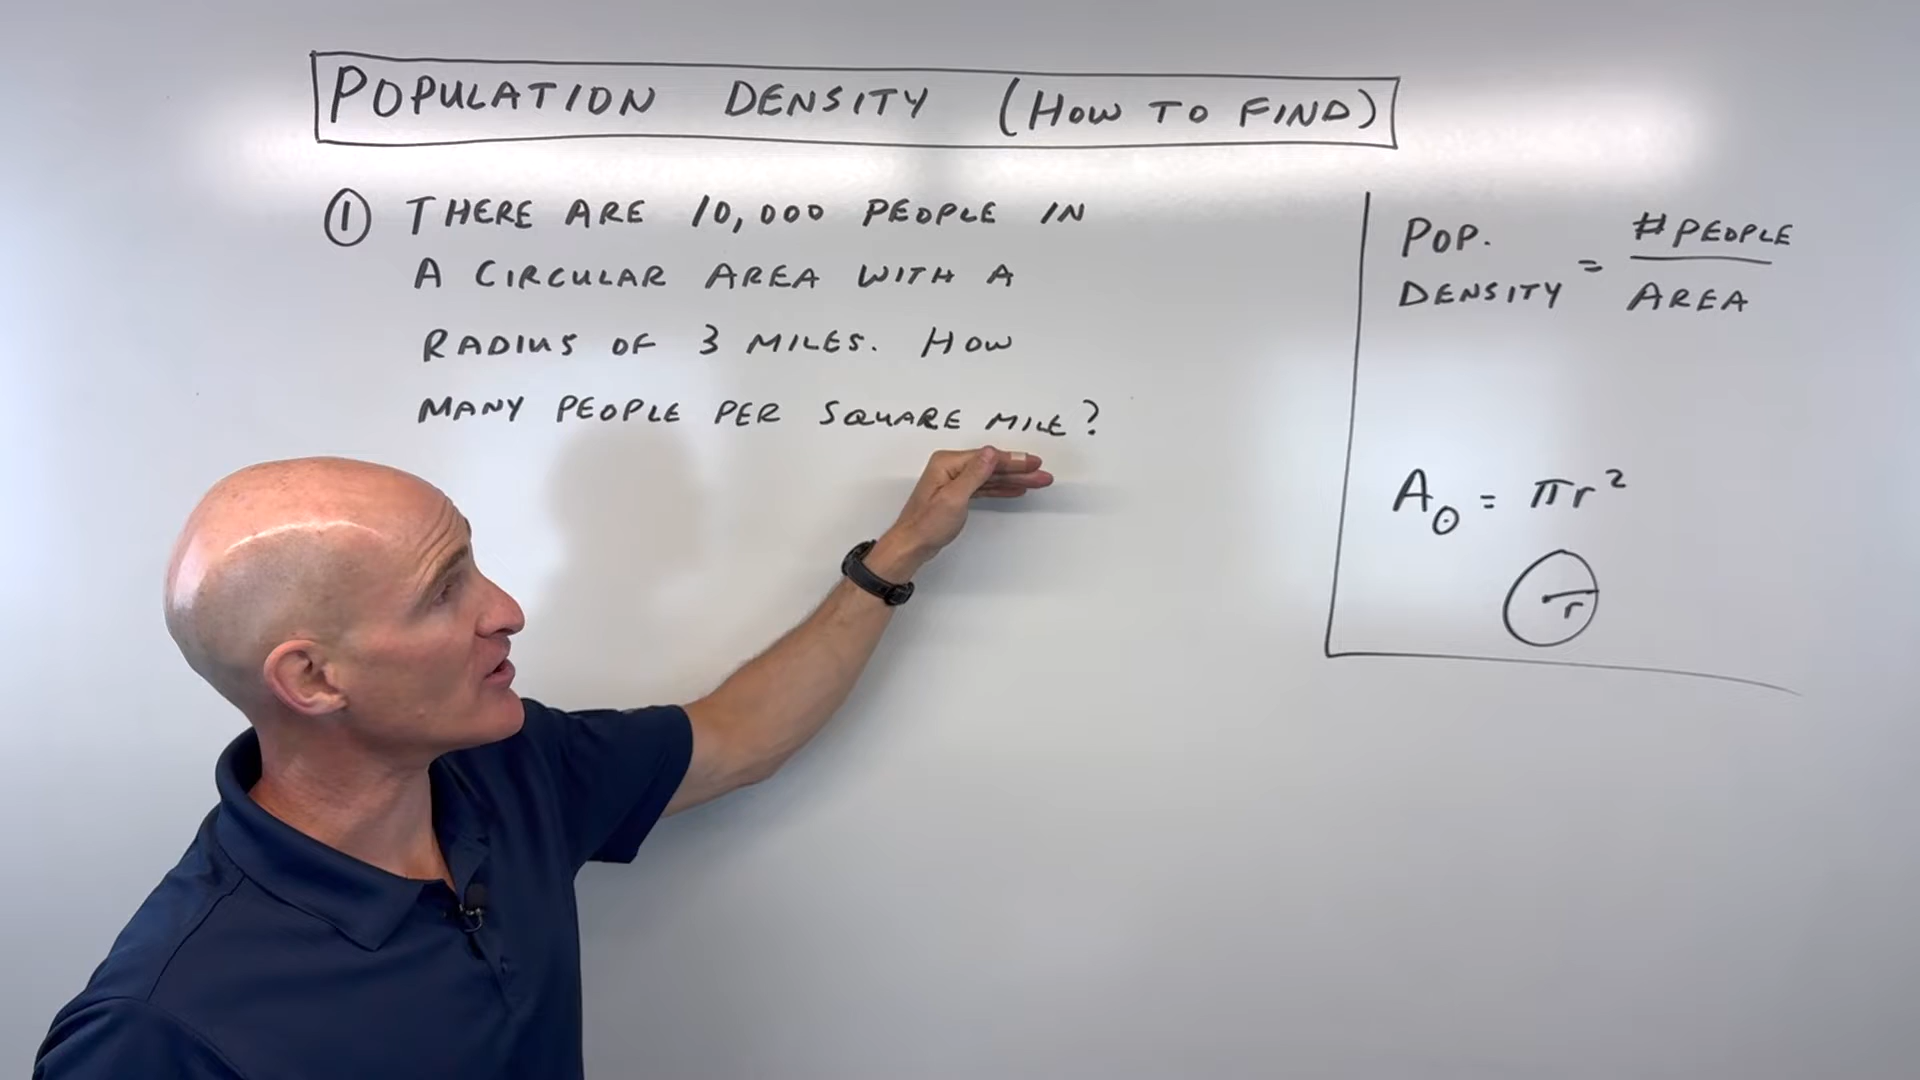 POPULATION DENSITY (HOW TO FIND)
① THERE ARE 10,000 PEOPLE IN
A CIRCULAR AREA WITH A
RADIUS OF 3 MILES. HOW
MANY PEOPLE PER SQUARE MILE?
POP. DENSITY = # PEOPLE / AREA
A⊙ = πr²
r